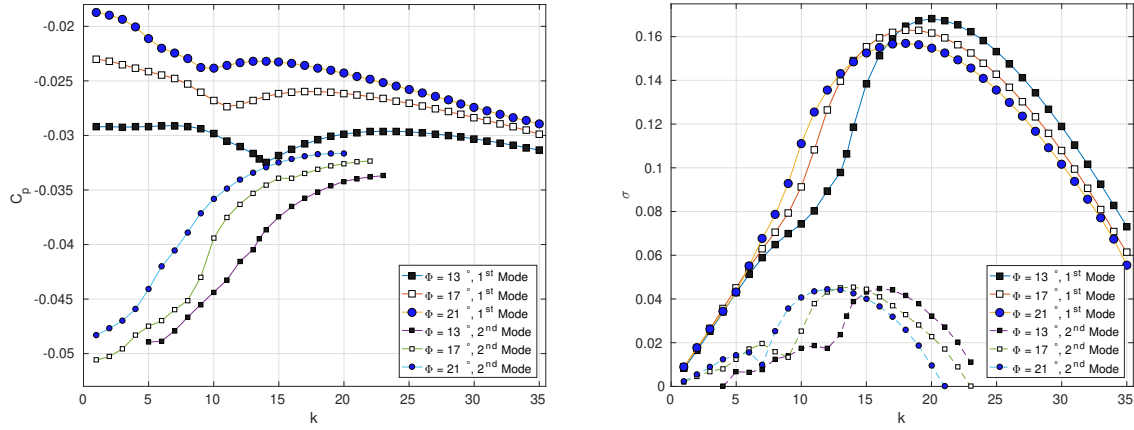 -0.02
-0.025
-0.03
-0.035
-0.04
-0.045
-0.05
C_p
0 5 10 15 20 25 30 35
k
Φ = 13 °, 1st Mode
Φ = 17 °, 1st Mode
Φ = 21 °, 1st Mode
Φ = 13 °, 2nd Mode
Φ = 17 °, 2nd Mode
Φ = 21 °, 2nd Mode
0.16
0.14
0.12
0.1
0.08
0.06
0.04
0.02
0
σ
0 5 10 15 20 25 30 35
k
Φ = 13 °, 1st Mode
Φ = 17 °, 1st Mode
Φ = 21 °, 1st Mode
Φ = 13 °, 2nd Mode
Φ = 17 °, 2nd Mode
Φ = 21 °, 2nd Mode